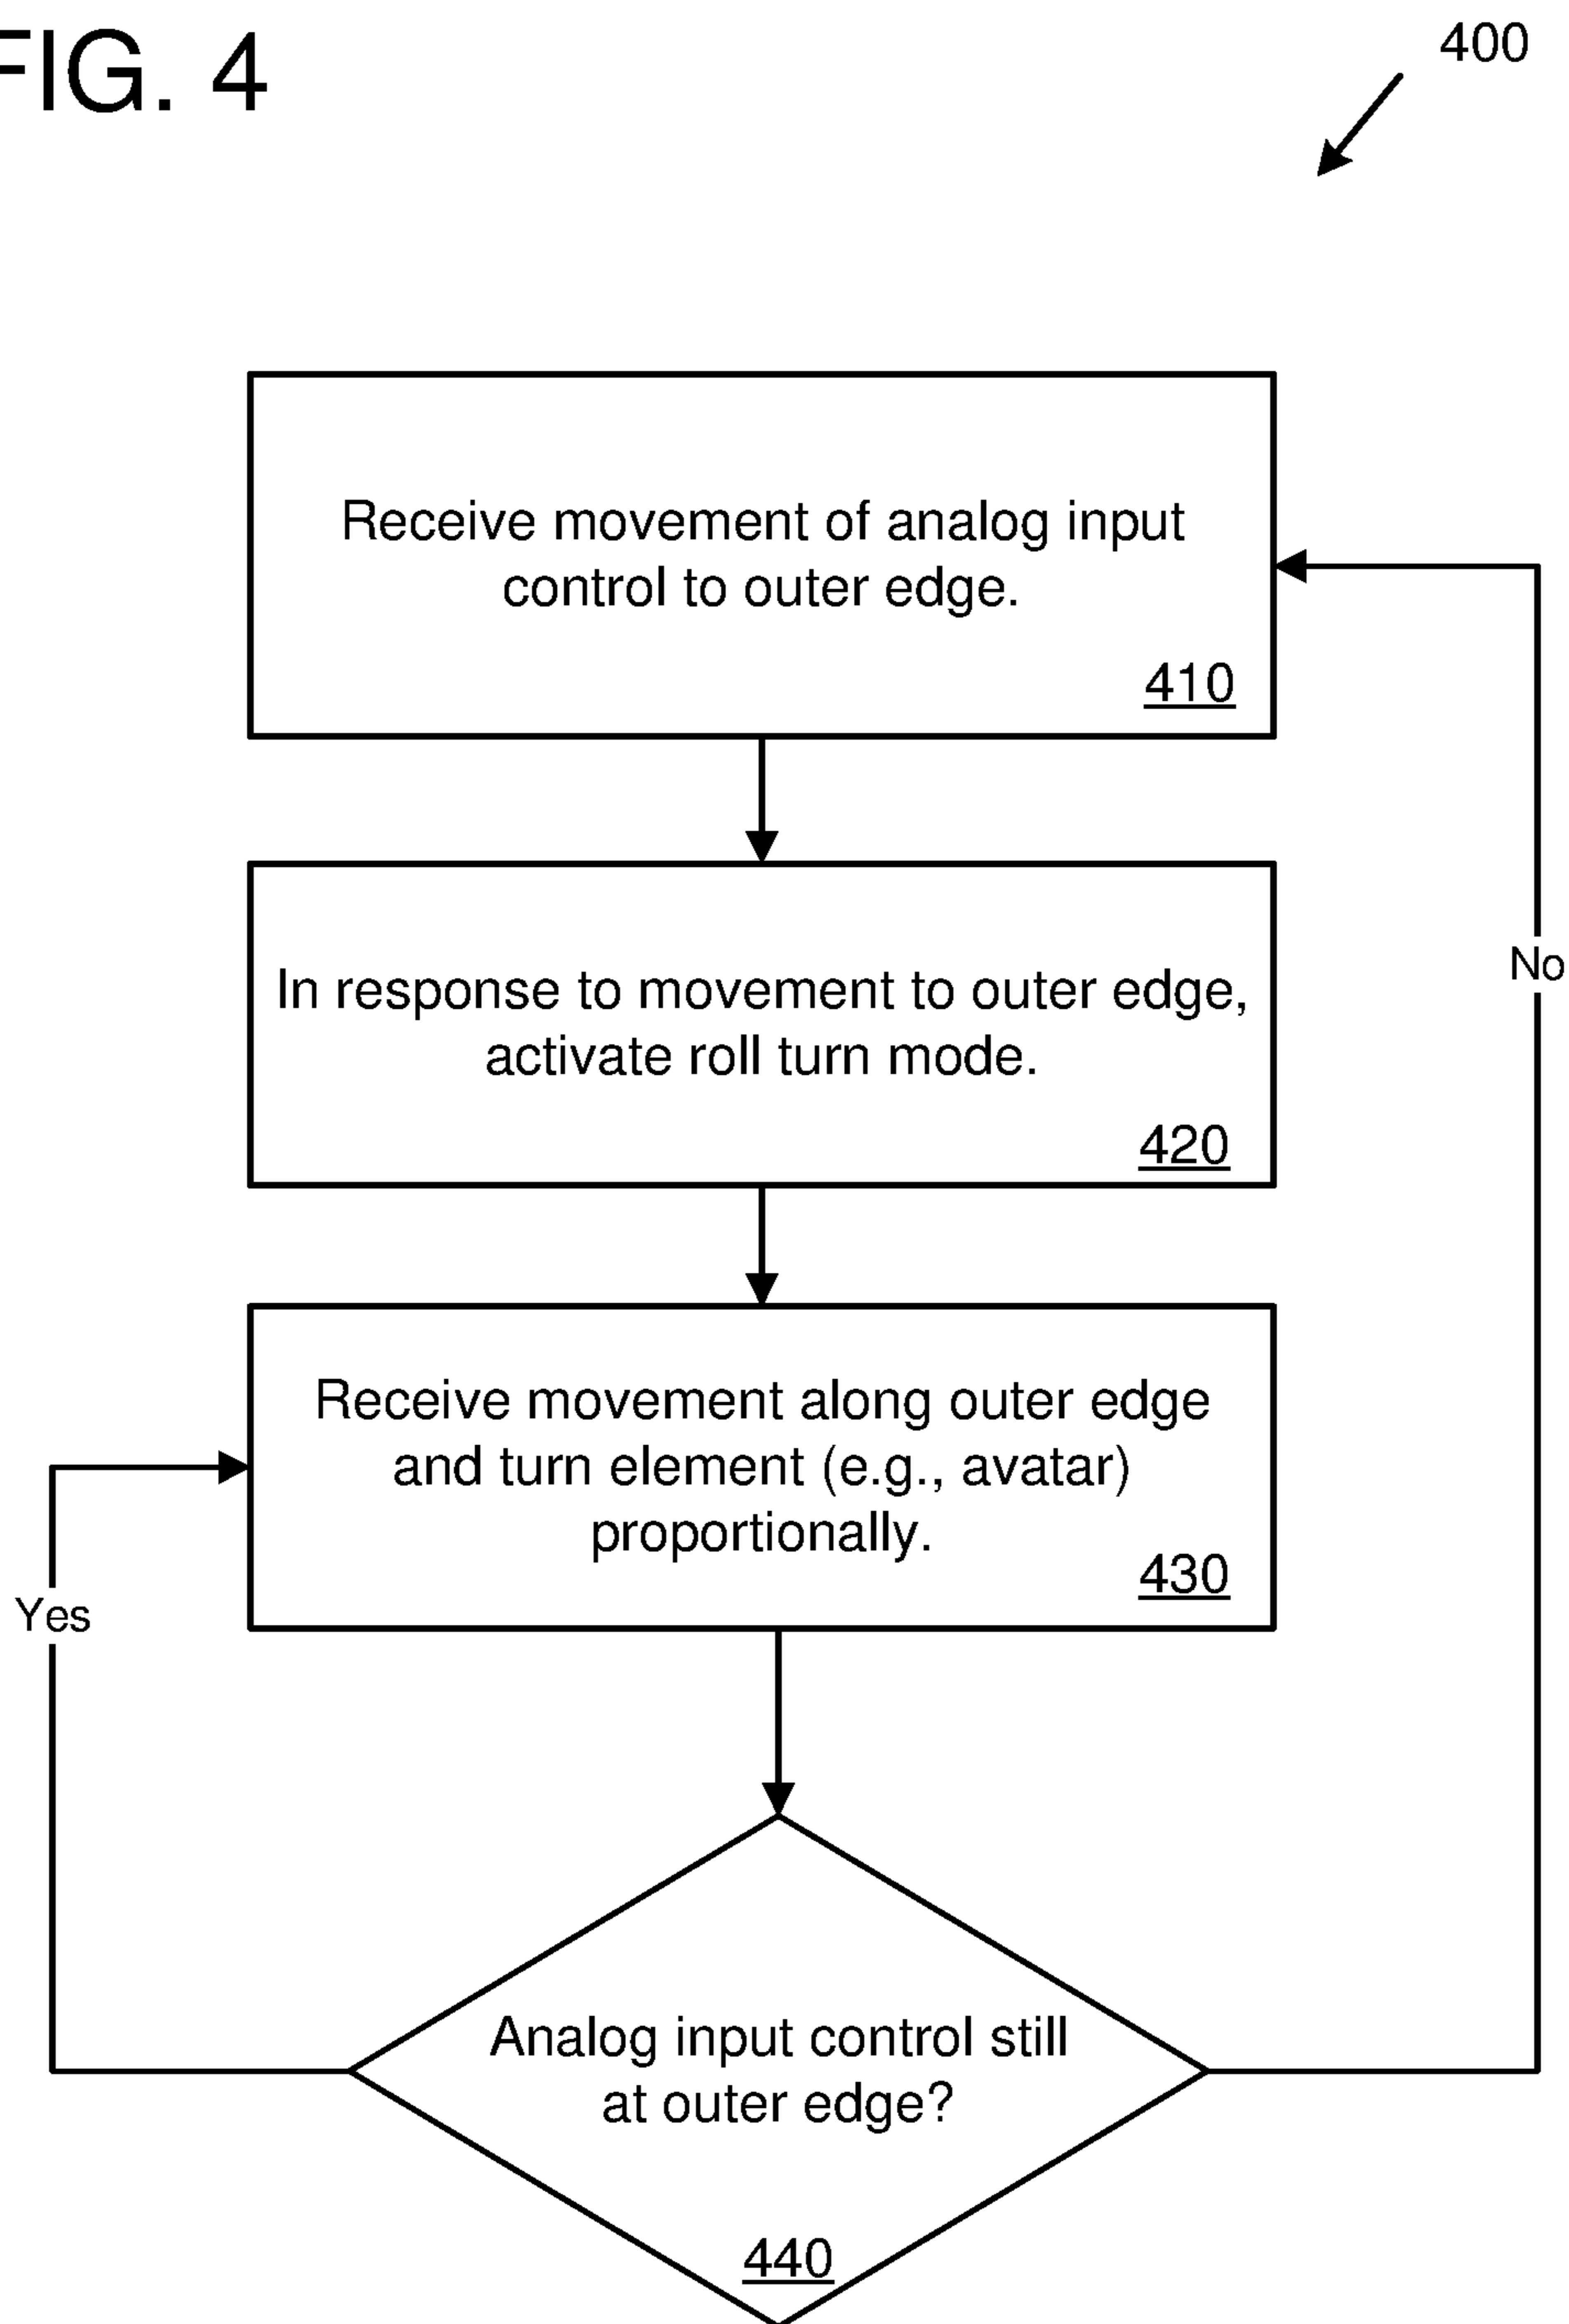 FIG. 4
400
Receive movement of analog input
control to outer edge.
410
In response to movement to outer edge,
activate roll turn mode.
420
No
Receive movement along outer edge
and turn element (e.g., avatar)
proportionally.
430
Yes
Analog input control still
at outer edge?
440